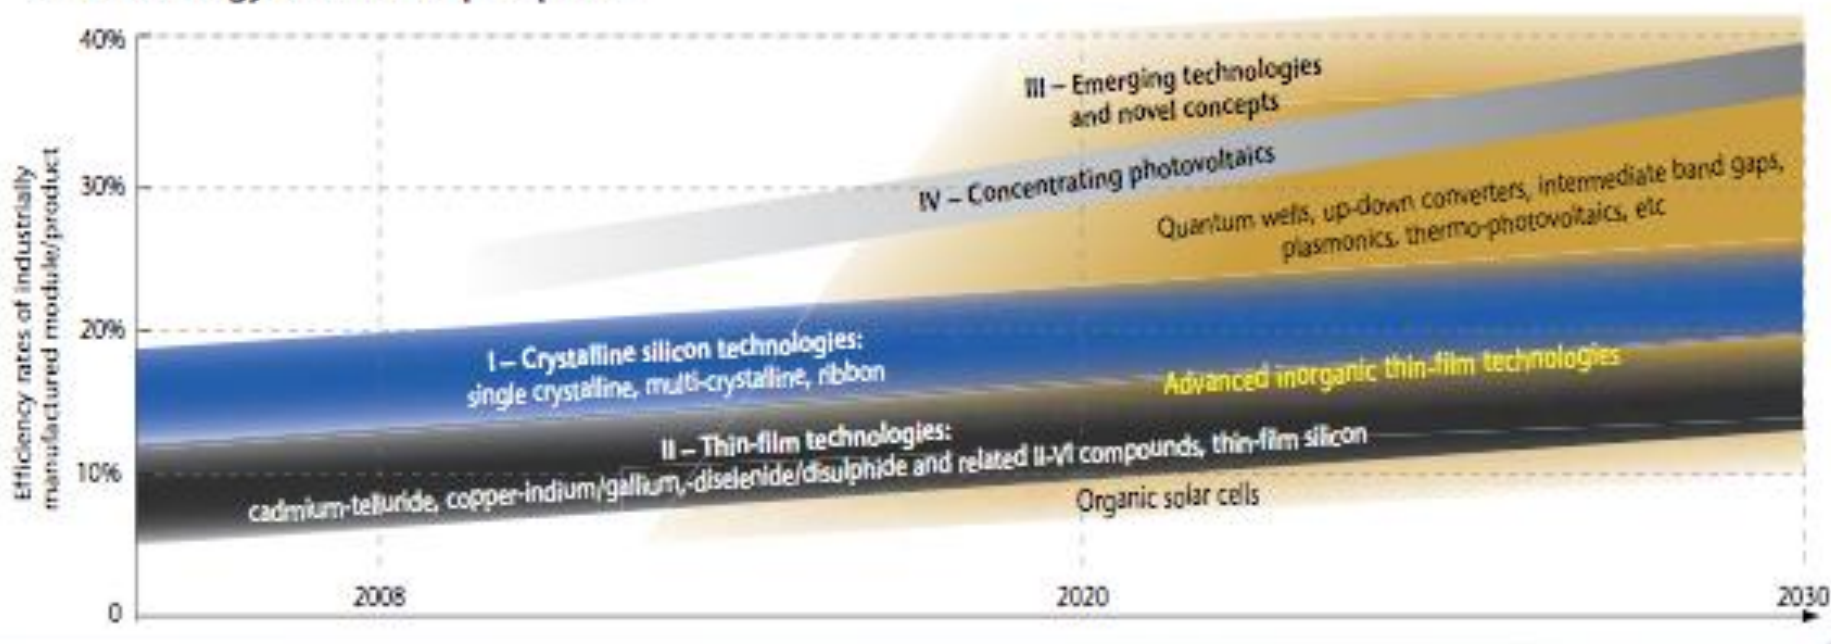 40%
III – Emerging technologies
and novel concepts
30%
IV – Concentrating photovoltaics
Quantum wells, up-down converters, intermediate band gaps,
plasmonics, thermo-photovoltaics, etc
Efficiency rates of industrially
manufactured module/product
20%
I – Crystalline silicon technologies:
single crystalline, multi-crystalline, ribbon
Advanced inorganic thin-film technologies
II – Thin-film technologies:
cadmium-telluride, copper-indium/gallium,-diselenide/disulphide and related II-VI compounds, thin-film silicon
10%
Organic solar cells
2008
2020
2030
0